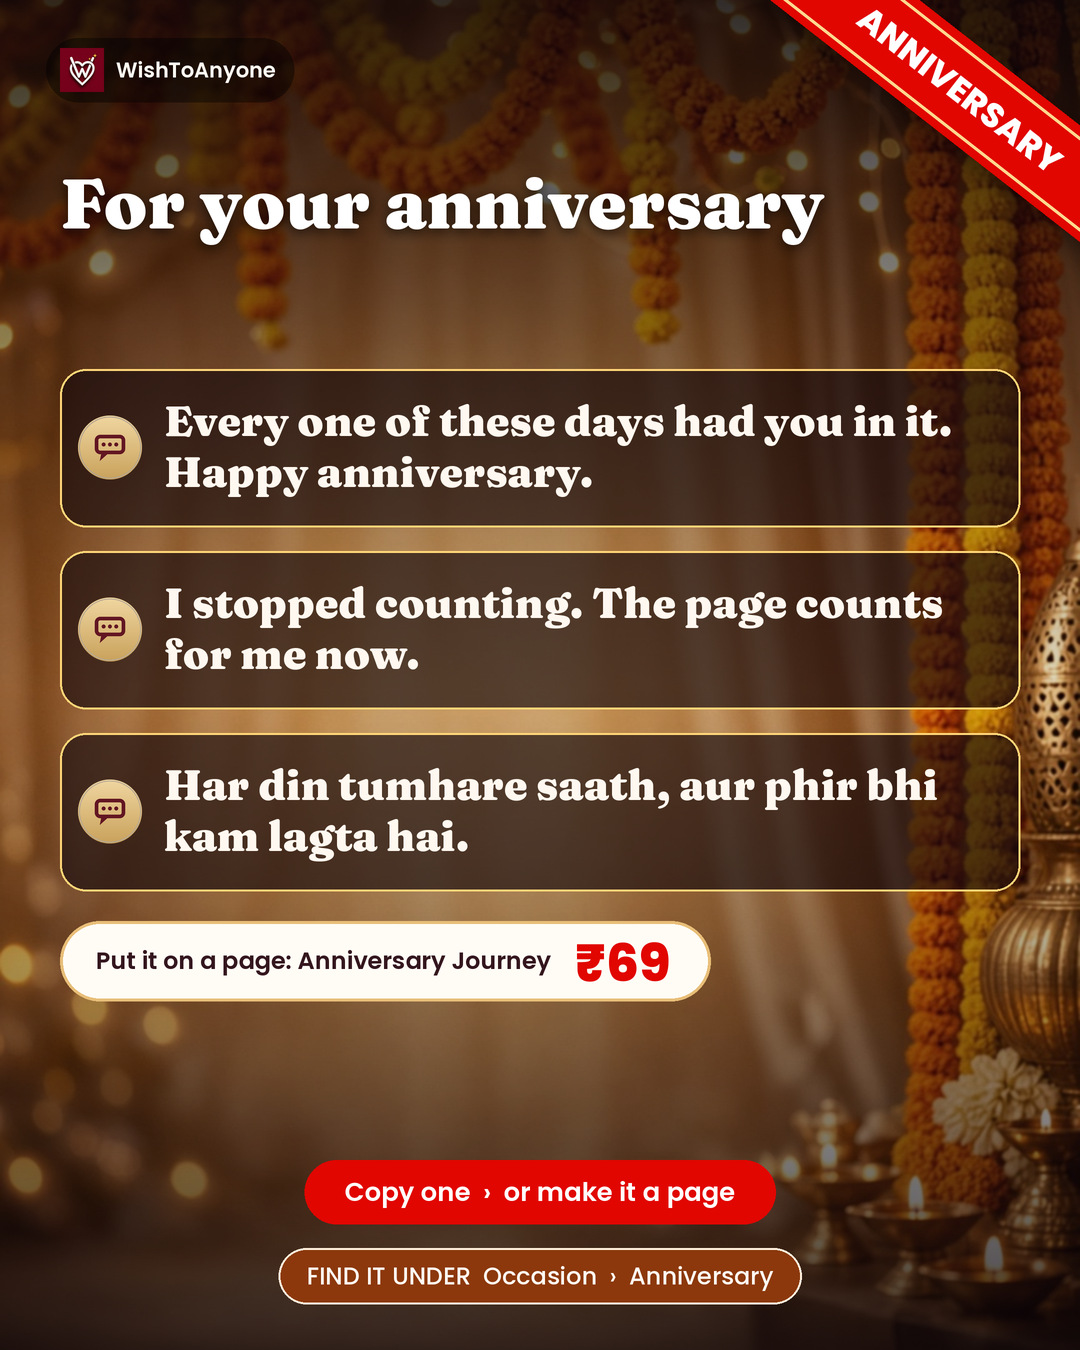 WishToAnyone
ANNIVERSARY
For your anniversary
Every one of these days had you in it.
Happy anniversary.
I stopped counting. The page counts
for me now.
Har din tumhare saath, aur phir bhi
kam lagta hai.
Put it on a page: Anniversary Journey ₹69
Copy one › or make it a page
FIND IT UNDER Occasion › Anniversary